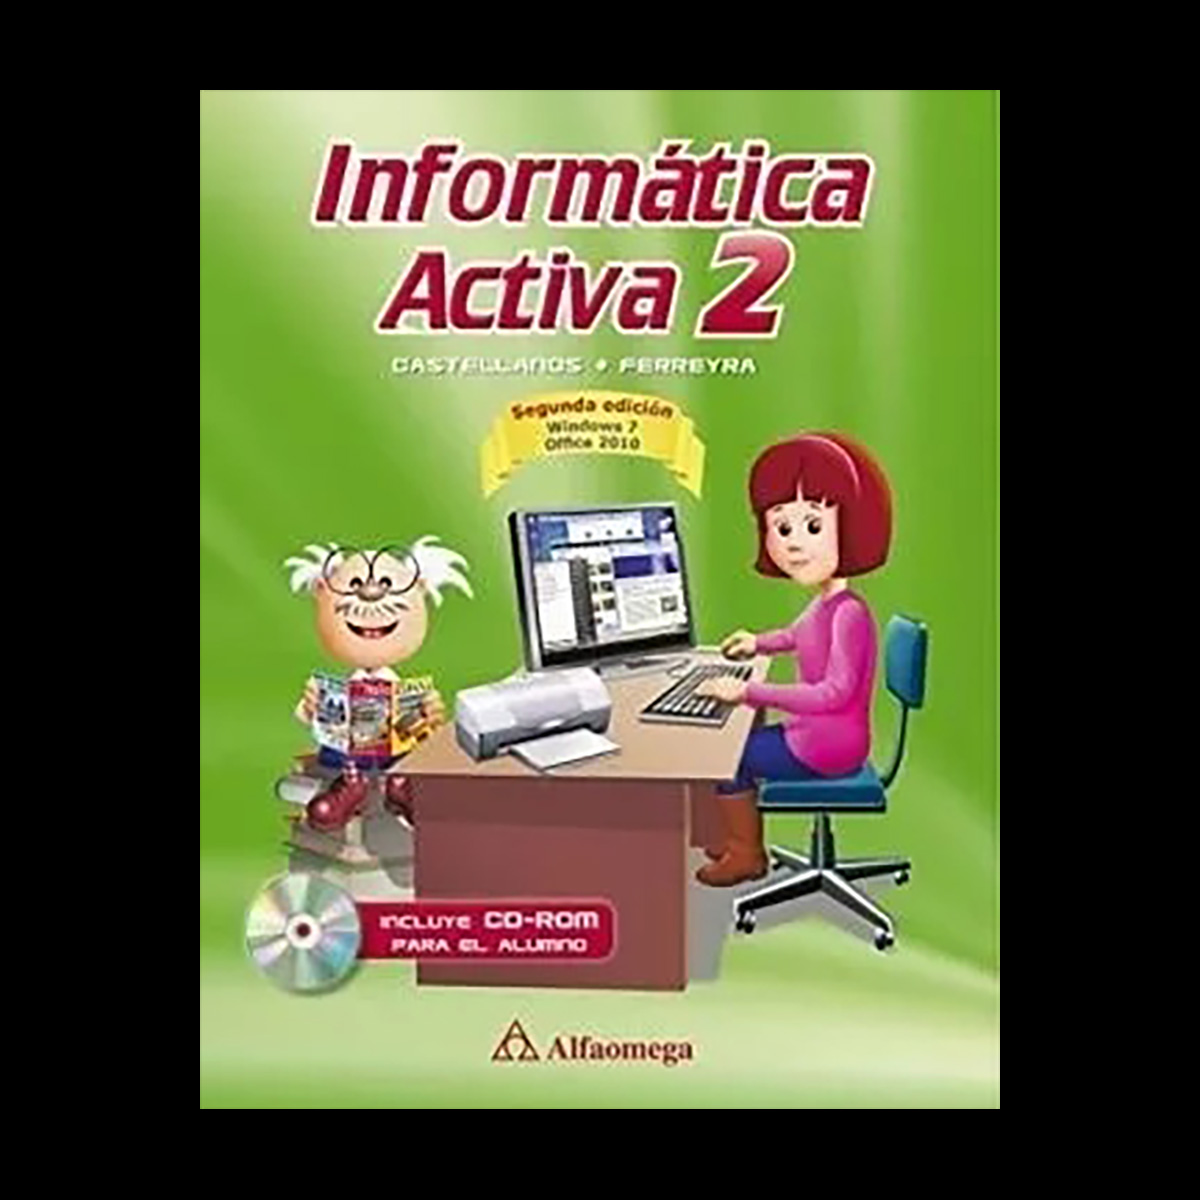 Informática
Activa 2
CASTELLANOS • FERREYRA
Segunda edición
Windows 7
Office 2010
INCLUYE CD-ROM
PARA EL ALUMNO
Alfaomega